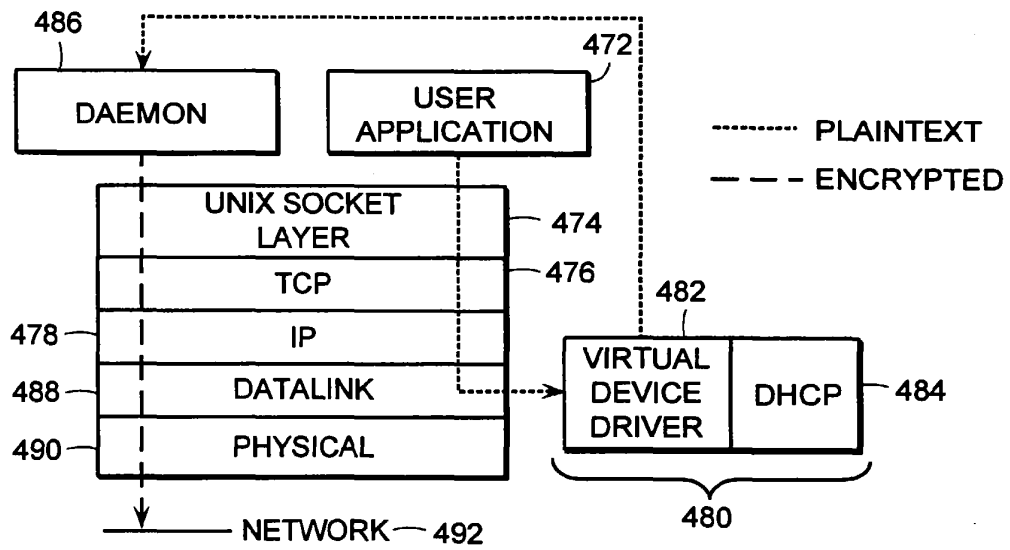 486
472
DAEMON
USER
APPLICATION
PLAINTEXT
ENCRYPTED
UNIX SOCKET
LAYER
474
TCP
476
478
IP
482
488
DATALINK
VIRTUAL
DEVICE
DRIVER
DHCP
484
490
PHYSICAL
480
NETWORK
492